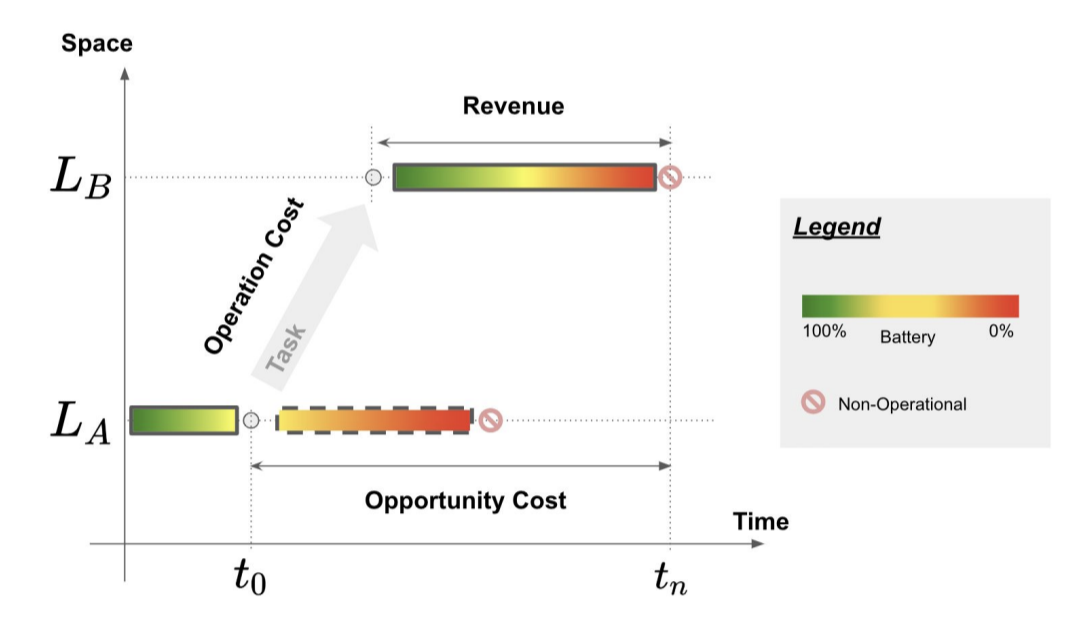 Space
Revenue
L_B
Operation Cost
Task
L_A
Opportunity Cost
Time
t_0
t_n
Legend
100%
Battery
0%
Non-Operational